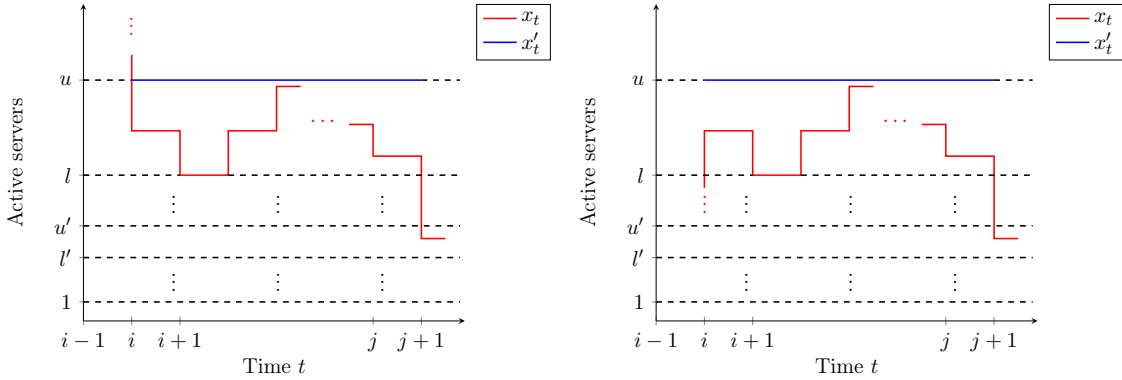 x_t
x'_t
Active servers
u
l
u'
l'
1
i − 1
i
i + 1
j
j + 1
Time t
x_t
x'_t
Active servers
u
l
u'
l'
1
i − 1
i
i + 1
j
j + 1
Time t